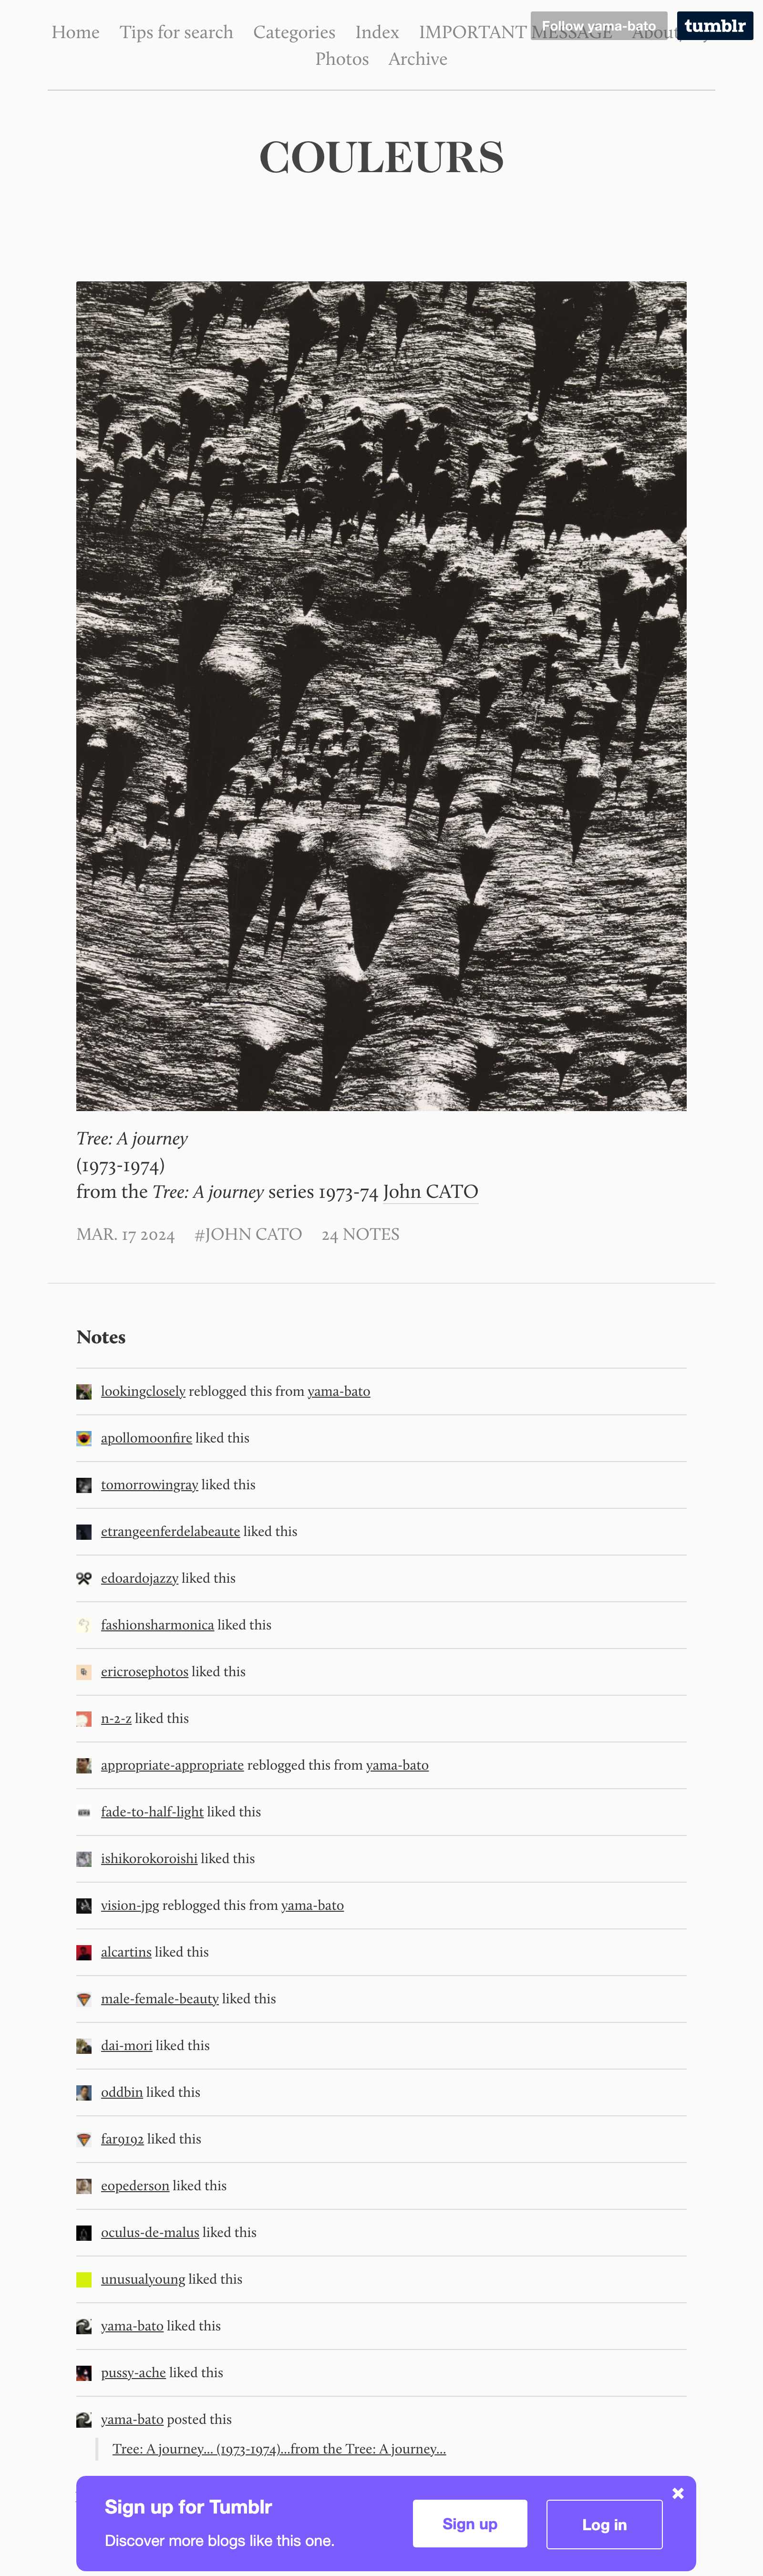 Home Tips for search Categories Index IMPORTANT MESSAGE About
Follow yama-bato
tumblr
Photos Archive
COULEURS
Tree: A journey
(1973-1974)
from the Tree: A journey series 1973-74 John CATO
MAR. 17 2024 #JOHN CATO 24 NOTES
Notes
lookingclosely reblogged this from yama-bato
apollomoonfire liked this
tomorrowingray liked this
etrangeenferdelabeaute liked this
edoardojazzy liked this
fashionsharmonica liked this
ericrosephotos liked this
n-2-z liked this
appropriate-appropriate reblogged this from yama-bato
fade-to-half-light liked this
ishikorokoroishi liked this
vision-jpg reblogged this from yama-bato
alcartins liked this
male-female-beauty liked this
dai-mori liked this
oddbin liked this
far9192 liked this
eopederson liked this
oculus-de-malus liked this
unusualyoung liked this
yama-bato liked this
pussy-ache liked this
yama-bato posted this
Tree: A journey... (1973-1974)...from the Tree: A journey...
Sign up for Tumblr
Discover more blogs like this one.
Sign up
Log in